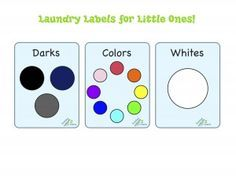 Laundry Labels for Little Ones!
Darks
Colors
Whites